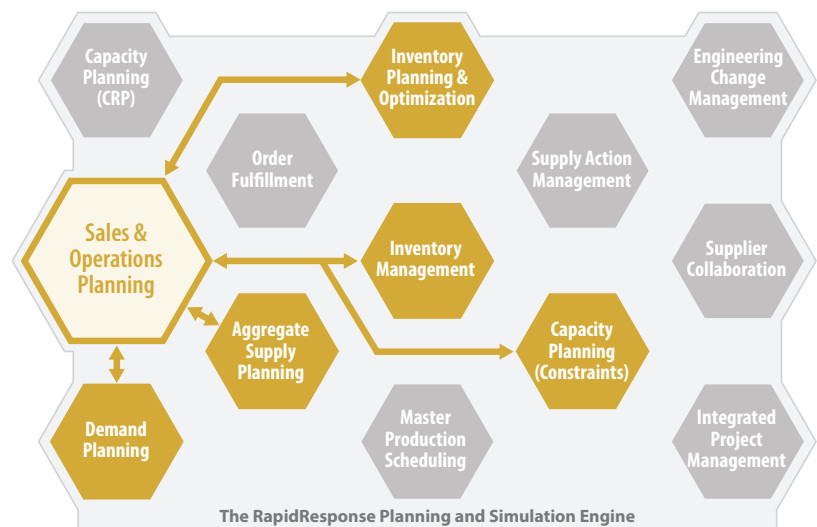 Capacity
Planning
(CRP)
Inventory
Planning &
Optimization
Engineering
Change
Management
Order
Fulfillment
Supply Action
Management
Sales &
Operations
Planning
Inventory
Management
Supplier
Collaboration
Aggregate
Supply
Planning
Capacity
Planning
(Constraints)
Demand
Planning
Master
Production
Scheduling
Integrated
Project
Management
The RapidResponse Planning and Simulation Engine